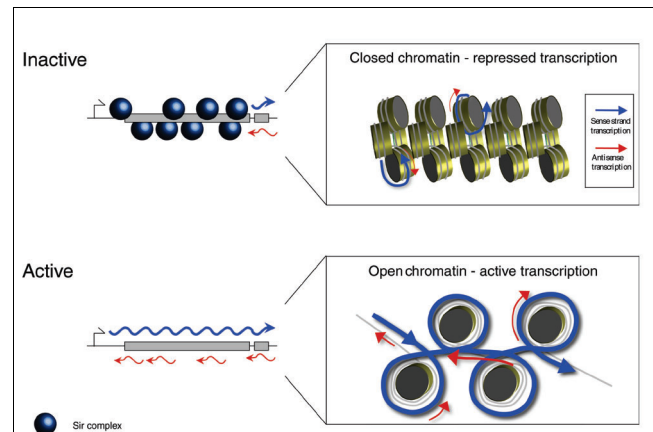 Inactive
Closed chromatin - repressed transcription
Sense strand
transcription
Antisense
transcription
Active
Open chromatin - active transcription
Sir complex